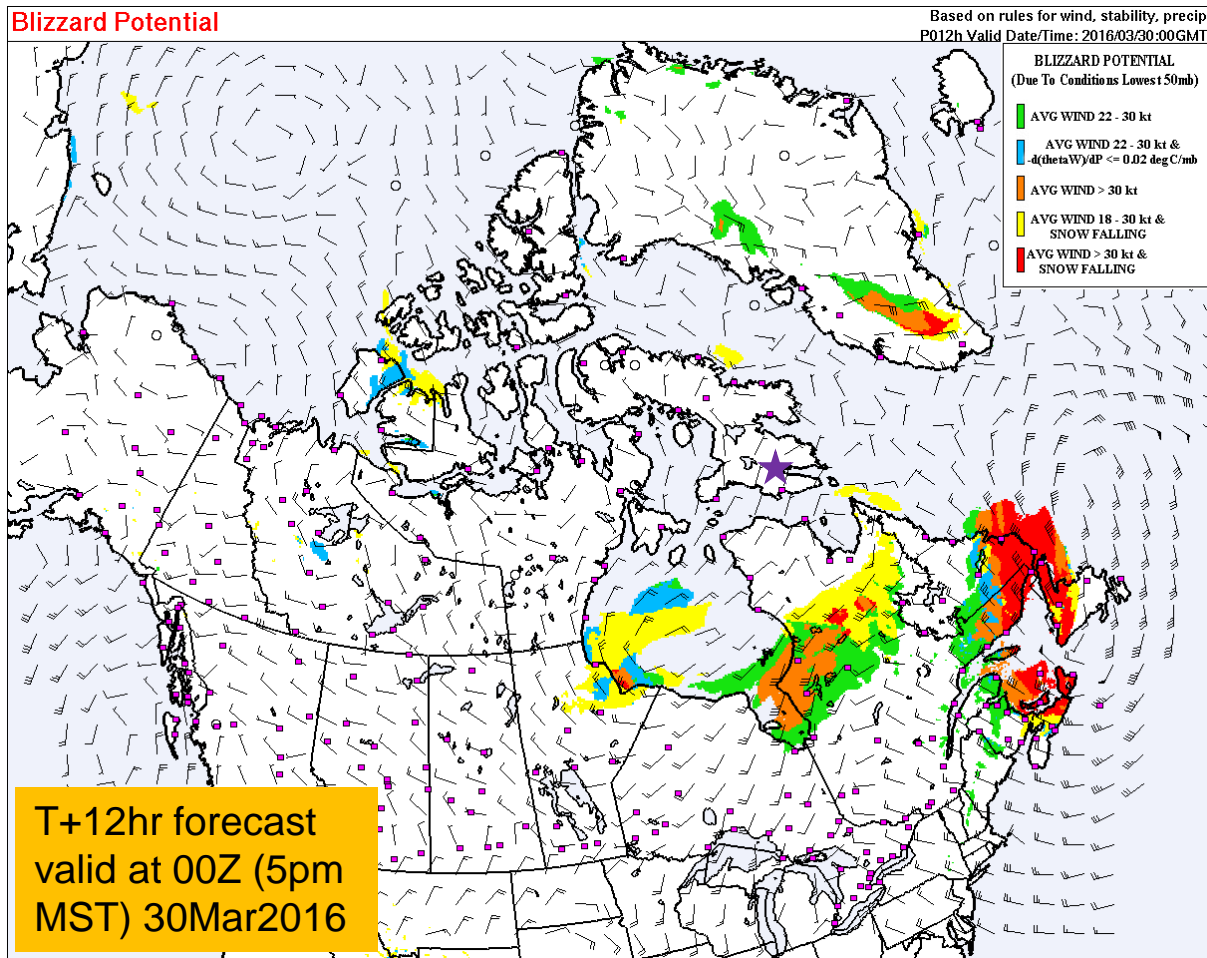 Blizzard Potential
Based on rules for wind, stability, precip
P012h Valid Date/Time: 2016/03/30:00GMT
BLIZZARD POTENTIAL
(Due To Conditions Lowest 50mb)
AVG WIND 22 - 30 kt
AVG WIND 22 - 30 kt &
-d(thetaW)/dP <= 0.02 degC/mb
AVG WIND > 30 kt
AVG WIND 18 - 30 kt &
SNOW FALLING
AVG WIND > 30 kt &
SNOW FALLING
T+12hr forecast
valid at 00Z (5pm
MST) 30Mar2016